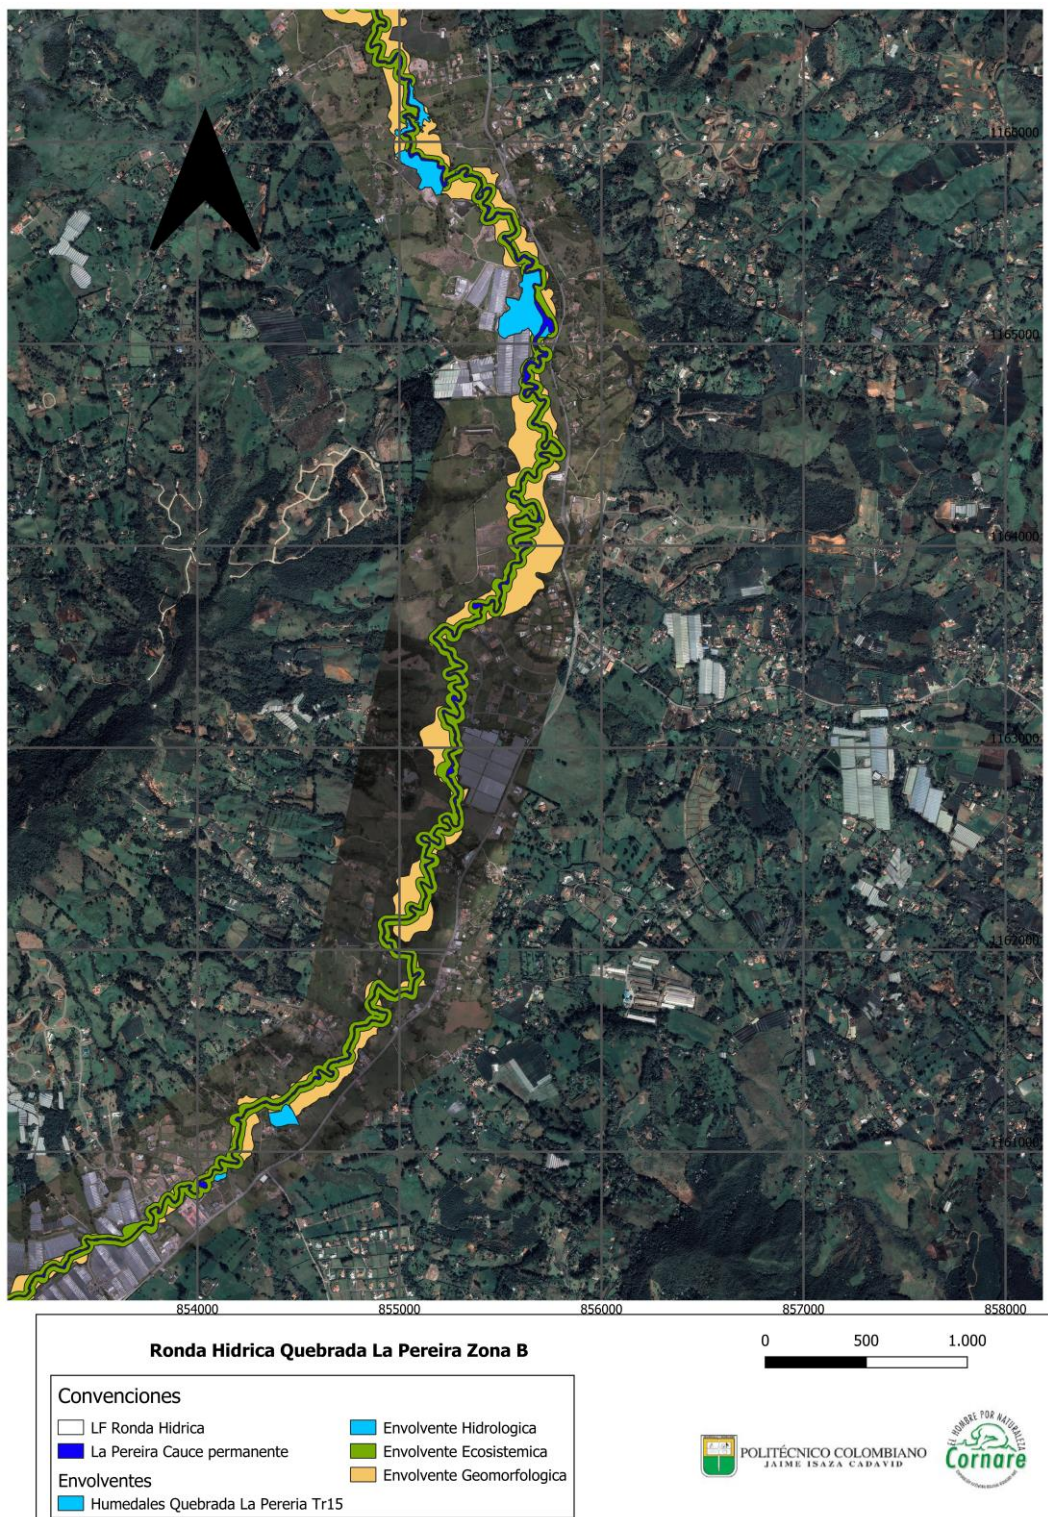 1166000
1165000
1164000
1163000
1162000
1161000
854000
855000
856000
857000
858000
Ronda Hidrica Quebrada La Pereira Zona B
0 500 1.000
Convenciones
LF Ronda Hidrica
La Pereira Cauce permanente
Envolventes
Humedales Quebrada La Pereria Tr15
Envolvente Hidrologica
Envolvente Ecosistemica
Envolvente Geomorfologica
POLITÉCNICO COLOMBIANO
JAIME ISAZA CADAVID
EL HOMBRE POR NATURALEZA
Cornare